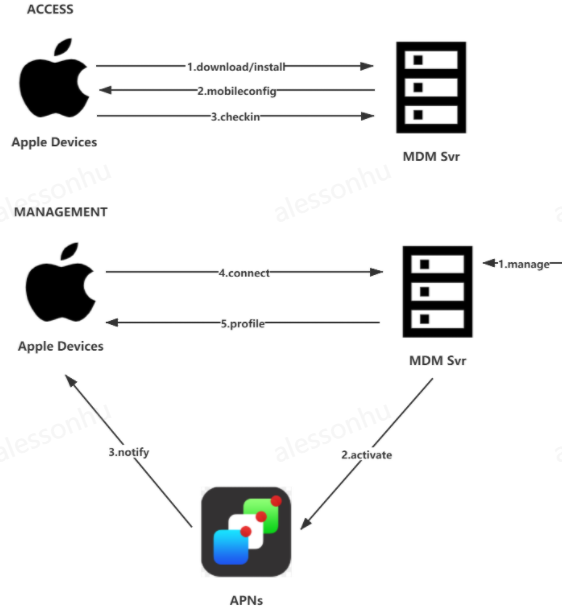 ACCESS
1.download/install
2.mobileconfig
3.checkin
Apple Devices
MDM Svr
alessonhu
alessonhu
MANAGEMENT
1.manage
4.connect
5.profile
Apple Devices
MDM Svr
alessonhu
alessonhu
3.notify
2.activate
APNs